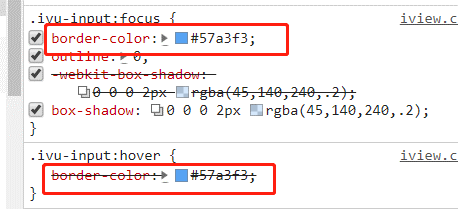 .ivu-input:focus {
iview.c
border-color: #57a3f3;
outline: 0;
-webkit-box-shadow:
0 0 0 2px rgba(45,140,240,.2);
box-shadow: 0 0 0 2px rgba(45,140,240,.2);
}
.ivu-input:hover {
iview.c
border-color: #57a3f3;
}